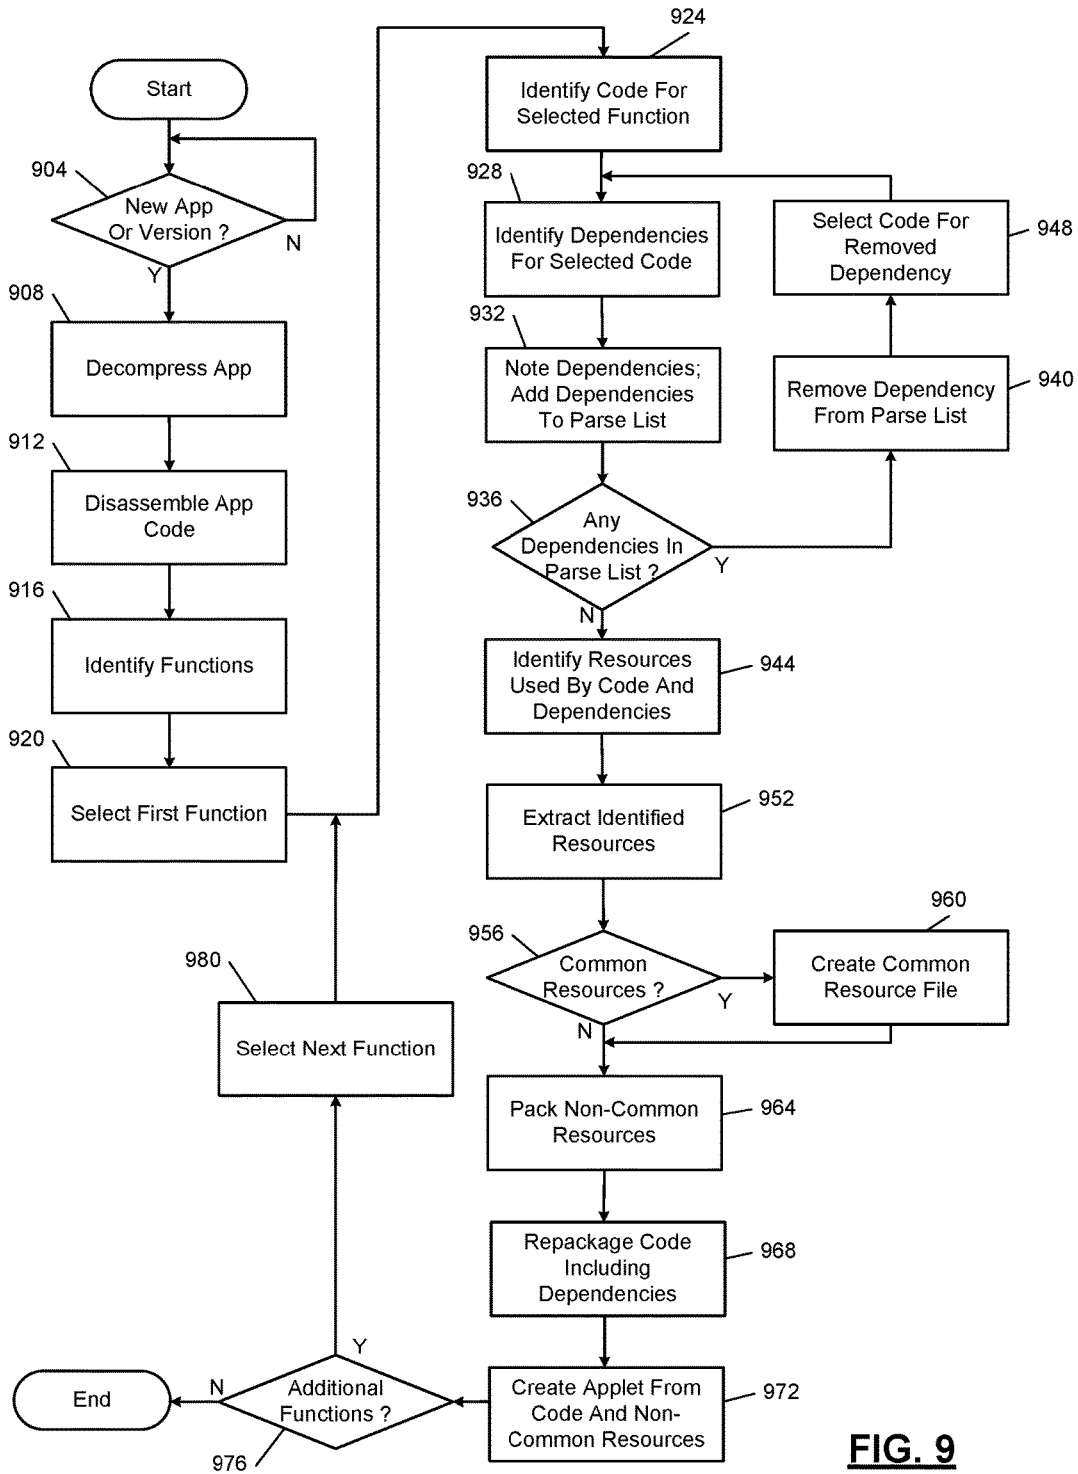 Start
904
New App
Or Version ?
N
Y
908
Decompress App
912
Disassemble App
Code
916
Identify Functions
920
Select First Function
924
Identify Code For
Selected Function
928
Identify Dependencies
For Selected Code
932
Note Dependencies;
Add Dependencies
To Parse List
936
Any
Dependencies In
Parse List ?
Y
N
940
Remove Dependency
From Parse List
948
Select Code For
Removed
Dependency
944
Identify Resources
Used By Code And
Dependencies
952
Extract Identified
Resources
956
Common
Resources ?
Y
N
960
Create Common
Resource File
964
Pack Non-Common
Resources
968
Repackage Code
Including
Dependencies
972
Create Applet From
Code And Non-
Common Resources
976
Additional
Functions ?
Y
N
980
Select Next Function
End
FIG. 9